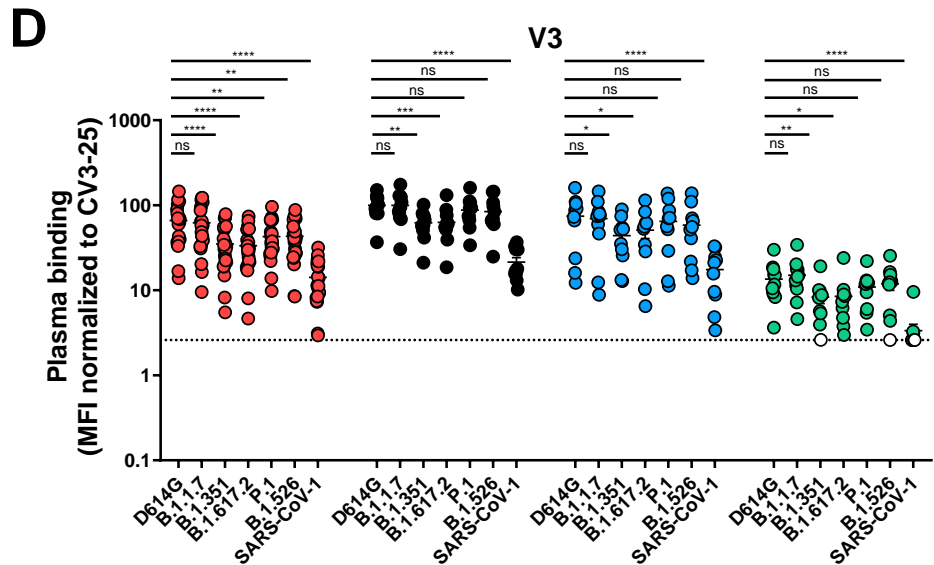 D
V3
**** **** **** ****
** ns ns ns
** ns ns ns
**** *** * *
**** ** * **
ns ns ns ns
Plasma binding
(MFI normalized to CV3-25)
1000
100
10
1
0.1
D614G B.1.1.7 B.1.351 B.1.617.2 P.1 B.1.526 SARS-CoV-1 D614G B.1.1.7 B.1.351 B.1.617.2 P.1 B.1.526 SARS-CoV-1 D614G B.1.1.7 B.1.351 B.1.617.2 P.1 B.1.526 SARS-CoV-1 D614G B.1.1.7 B.1.351 B.1.617.2 P.1 B.1.526 SARS-CoV-1